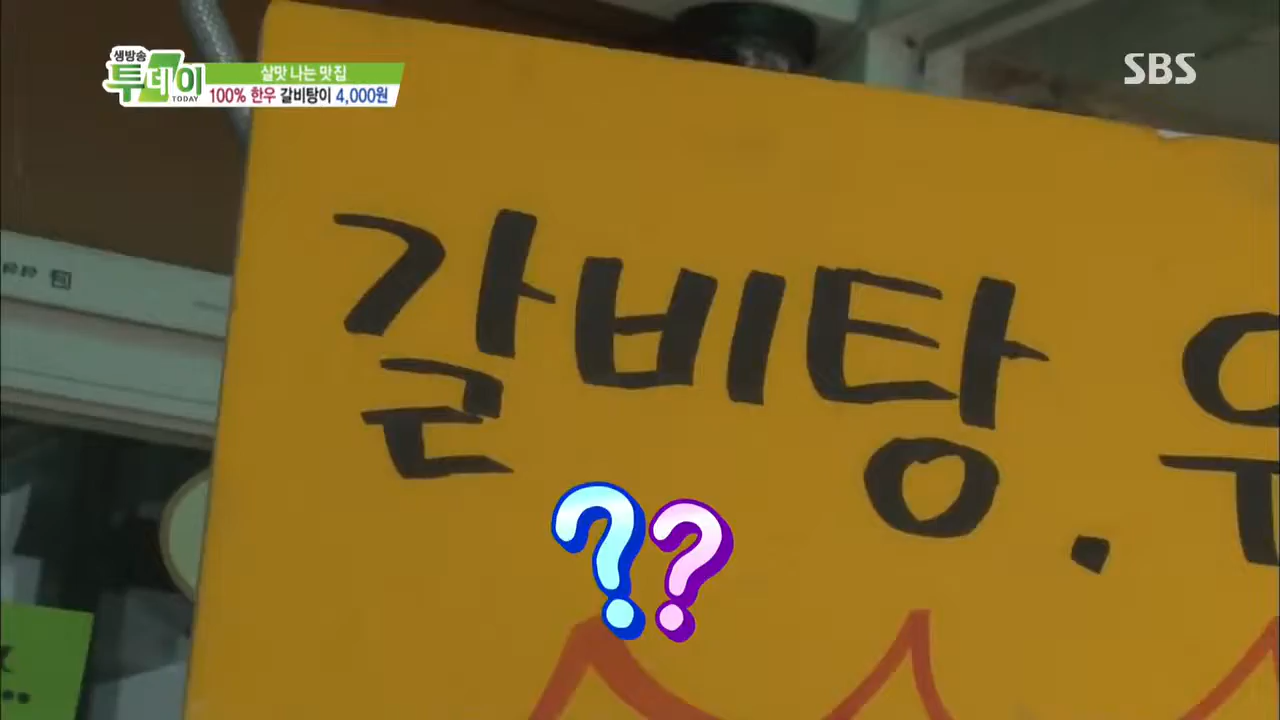 생방송
투데이
TODAY
살맛 나는 맛집
100% 한우 갈비탕이 4,000원
SBS
갈비탕.
??